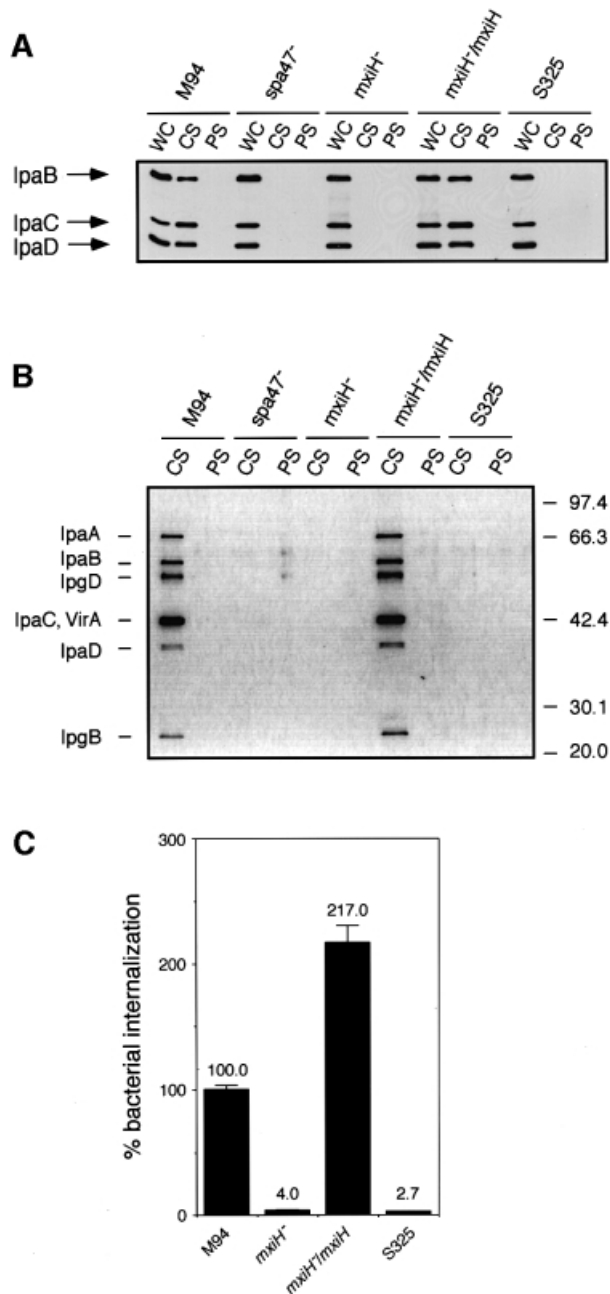 A
M94 spa47⁻ mxiH⁻ mxiH⁻/mxiH S325
WC CS PS WC CS PS WC CS PS WC CS PS WC CS PS
IpaB
IpaC
IpaD
B
M94 spa47⁻ mxiH⁻ mxiH⁻/mxiH S325
CS PS CS PS CS PS CS PS CS PS
IpaA
IpaB
IpgD
IpaC, VirA
IpaD
IpgB
97.4
66.3
42.4
30.1
20.0
C
% bacterial internalization
300
200
100
0
100.0
4.0
217.0
2.7
M94 mxiH⁻ mxiH⁻/mxiH S325